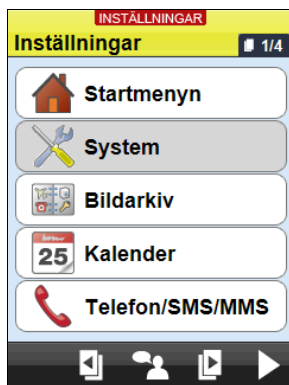 INSTÄLLNINGAR
Inställningar
1/4
Startmenyn
System
Bildarkiv
25
Kalender
Telefon/SMS/MMS